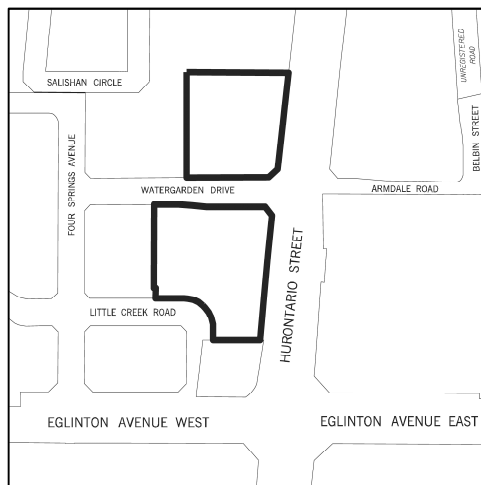 UNREGISTERED
ROAD
SALISHAN CIRCLE
BELBIN STREET
FOUR SPRINGS AVENUE
WATERGARDEN DRIVE
ARMDALE ROAD
HURONTARIO STREET
LITTLE CREEK ROAD
EGLINTON AVENUE WEST
EGLINTON AVENUE EAST